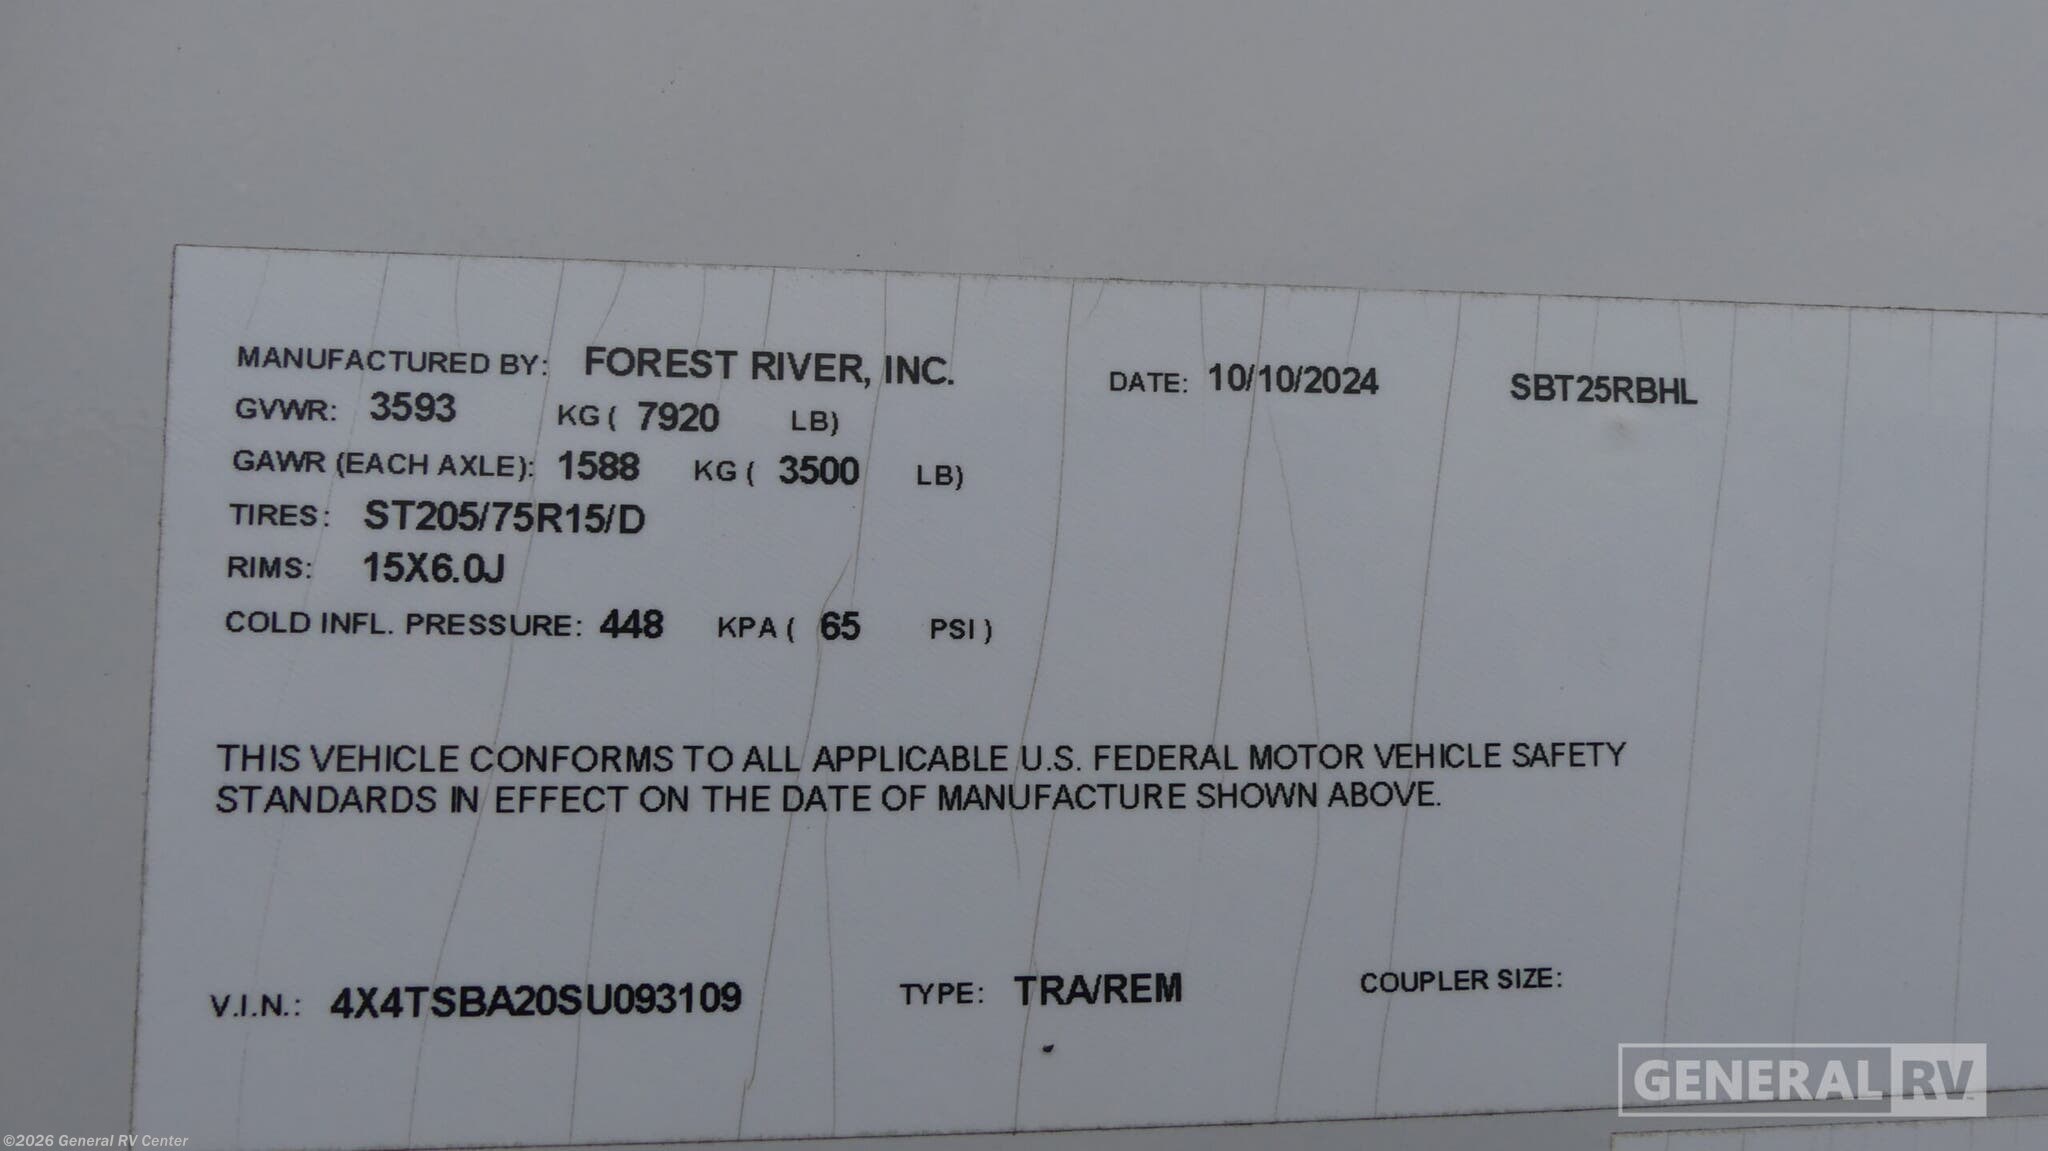 MANUFACTURED BY: FOREST RIVER, INC. DATE: 10/10/2024 SBT25RBHL
GVWR: 3593 KG ( 7920 LB)
GAWR (EACH AXLE): 1588 KG ( 3500 LB)
TIRES: ST205/75R15/D
RIMS: 15X6.0J
COLD INFL. PRESSURE: 448 KPA ( 65 PSI )
THIS VEHICLE CONFORMS TO ALL APPLICABLE U.S. FEDERAL MOTOR VEHICLE SAFETY
STANDARDS IN EFFECT ON THE DATE OF MANUFACTURE SHOWN ABOVE.
V.I.N.: 4X4TSBA20SU093109 TYPE: TRA/REM COUPLER SIZE:
GENERAL RV
©2026 General RV Center